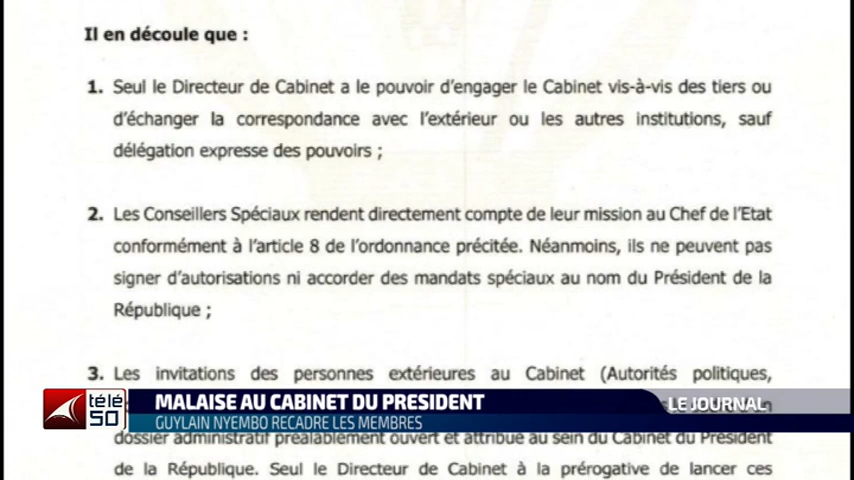 Il en découle que :
1. Seul le Directeur de Cabinet a le pouvoir d'engager le Cabinet vis-à-vis des tiers ou
d'échanger la correspondance avec l'extérieur ou les autres institutions, sauf
délégation expresse des pouvoirs ;
2. Les Conseillers Spéciaux rendent directement compte de leur mission au Chef de l'Etat
conformément à l'article 8 de l'ordonnance précitée. Néanmoins, ils ne peuvent pas
signer d'autorisations ni accorder des mandats spéciaux au nom du Président de la
République ;
3. Les invitations des personnes extérieures au Cabinet (Autorités politiques,
télé
50
MALAISE AU CABINET DU PRESIDENT
LE JOURNAL
GUYLAIN NYEMBO RECADRE LES MEMBRES
dossier administratif préalablement ouvert et attribué au sein du Cabinet du Président
de la République. Seul le Directeur de Cabinet à la prérogative de lancer ces